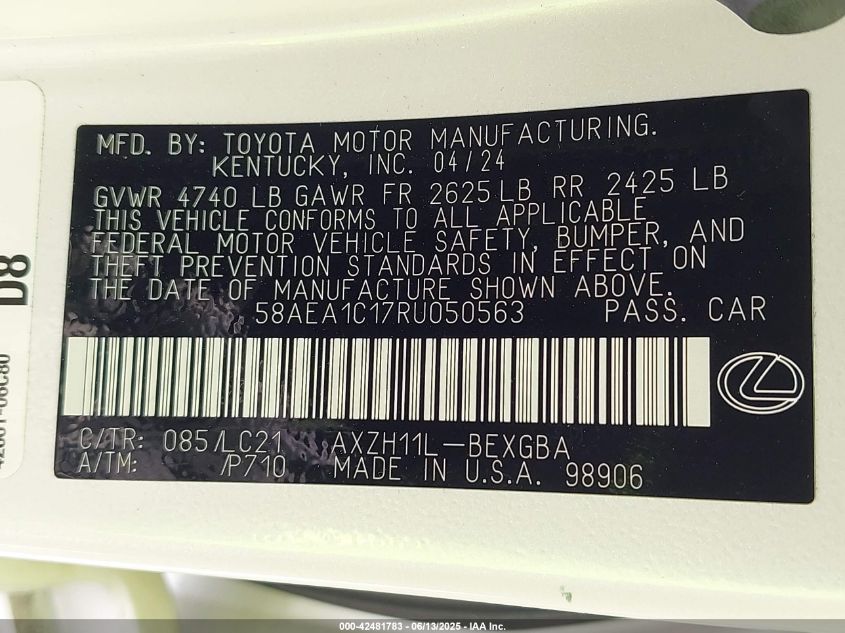 MFD. BY: TOYOTA MOTOR MANUFACTURING.
KENTUCKY, INC. 04/24
GVWR 4740 LB GAWR FR 2625 LB RR 2425 LB
THIS VEHICLE CONFORMS TO ALL APPLICABLE
FEDERAL MOTOR VEHICLE SAFETY, BUMPER, AND
THEFT PREVENTION STANDARDS IN EFFECT ON
THE DATE OF MANUFACTURE SHOWN ABOVE.
58AEA1C17RU050563 PASS. CAR
C/TR: 085/LC21 AXZH11L-BEXGBA
A/TM: /P710 MADE IN U.S.A. 98906
D8
000-42481783 - 06/13/2025 - IAA Inc.